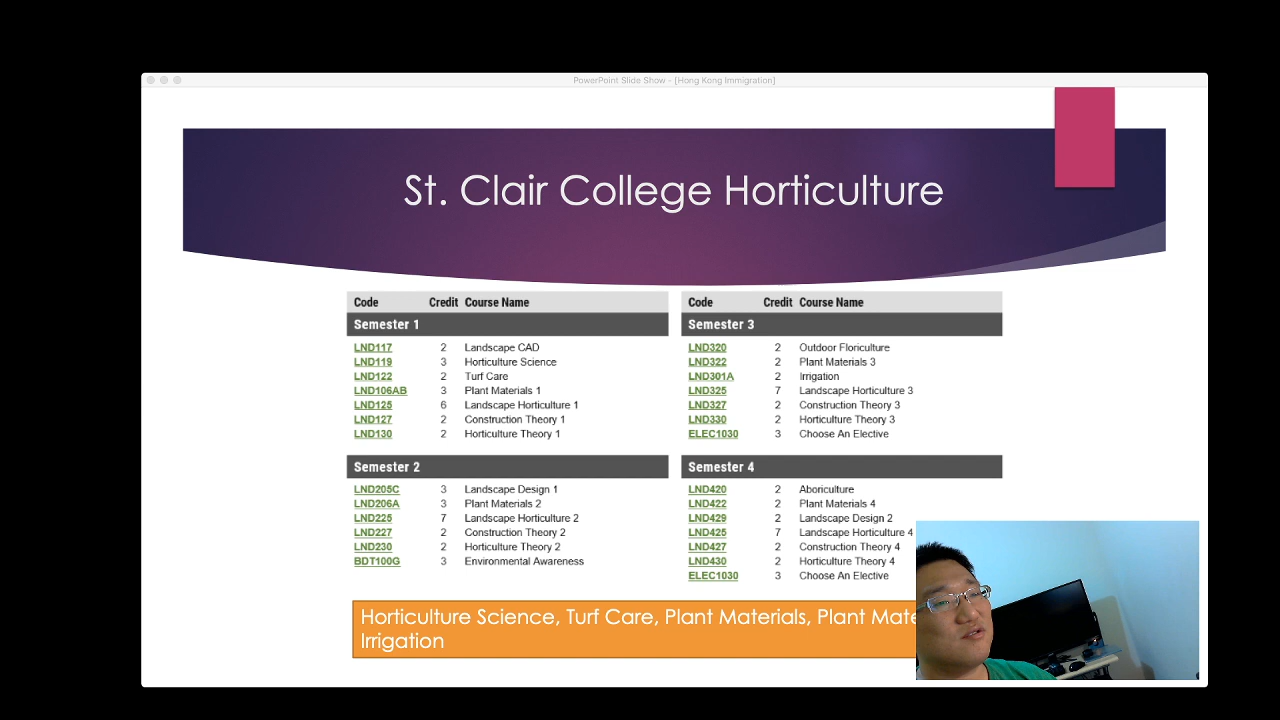 PowerPoint Slide Show - [Hong Kong Immigration]
St. Clair College Horticulture
Code Credit Course Name
Semester 1
LND117 2 Landscape CAD
LND119 3 Horticulture Science
LND122 2 Turf Care
LND106AB 3 Plant Materials 1
LND125 6 Landscape Horticulture 1
LND127 2 Construction Theory 1
LND130 2 Horticulture Theory 1
Semester 2
LND205C 3 Landscape Design 1
LND206A 3 Plant Materials 2
LND225 7 Landscape Horticulture 2
LND227 2 Construction Theory 2
LND230 2 Horticulture Theory 2
BDT100G 3 Environmental Awareness
Code Credit Course Name
Semester 3
LND320 2 Outdoor Floriculture
LND322 2 Plant Materials 3
LND301A 2 Irrigation
LND325 7 Landscape Horticulture 3
LND327 2 Construction Theory 3
LND330 2 Horticulture Theory 3
ELEC1030 3 Choose An Elective
Semester 4
LND420 2 Aboriculture
LND422 2 Plant Materials 4
LND429 2 Landscape Design 2
LND425 7 Landscape Horticulture 4
LND427 2 Construction Theory 4
LND430 2 Horticulture Theory 4
ELEC1030 3 Choose An Elective
Horticulture Science, Turf Care, Plant Materials, Plant
Irrigation